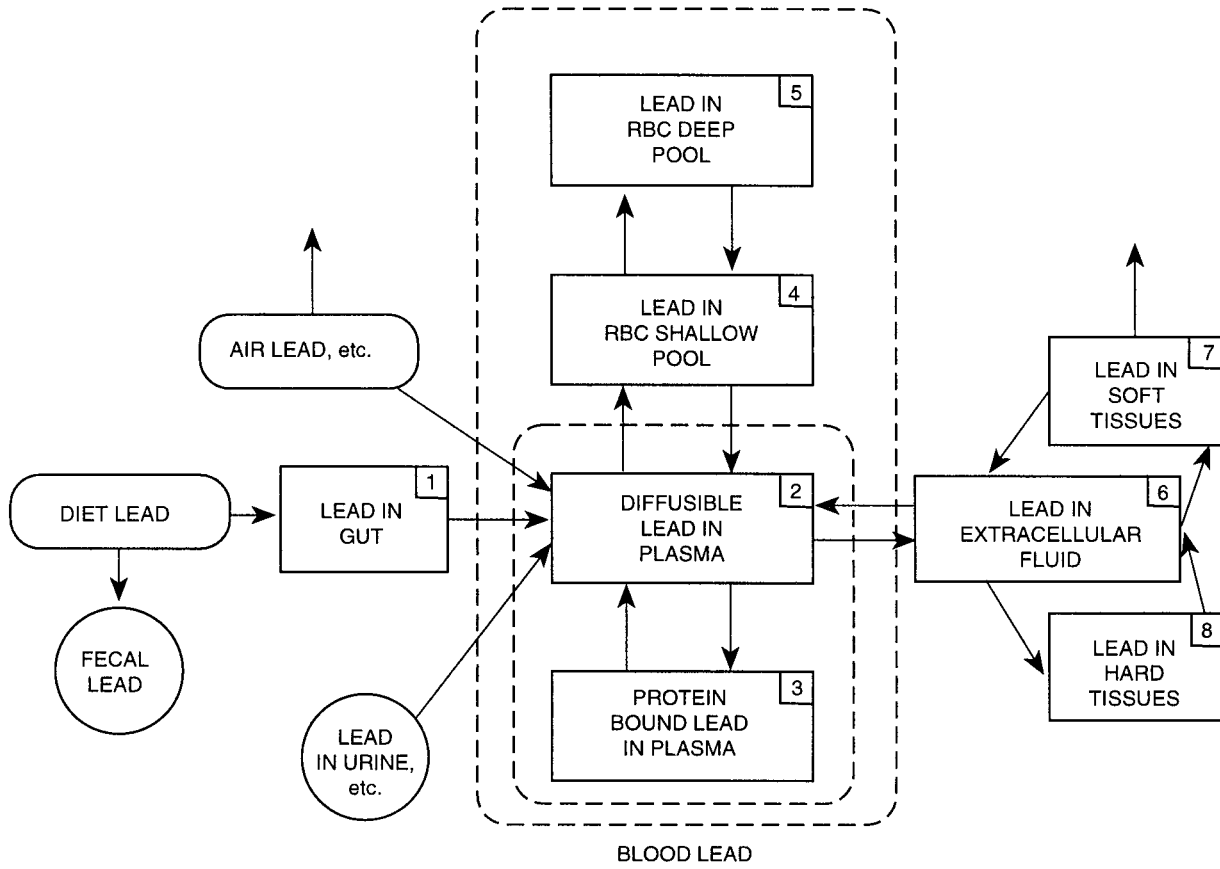 5
LEAD IN
RBC DEEP
POOL
4
LEAD IN
RBC SHALLOW
POOL
AIR LEAD, etc.
7
LEAD IN
SOFT
TISSUES
DIET LEAD
1
LEAD IN
GUT
2
DIFFUSIBLE
LEAD IN
PLASMA
6
LEAD IN
EXTRACELLULAR
FLUID
FECAL
LEAD
LEAD
IN URINE,
etc.
3
PROTEIN
BOUND LEAD
IN PLASMA
8
LEAD IN
HARD
TISSUES
BLOOD LEAD